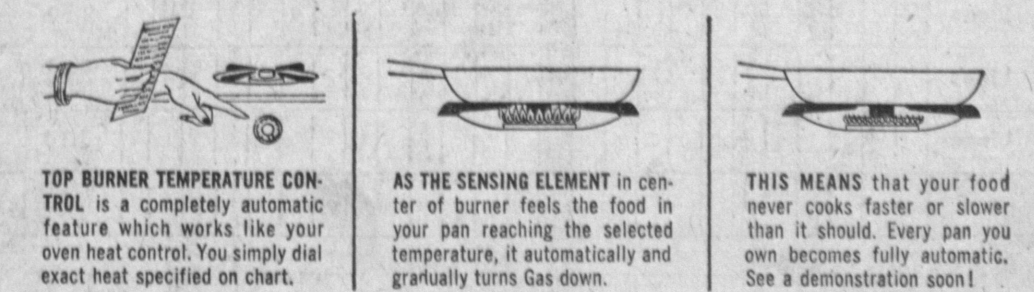 TOP BURNER TEMPERATURE CON-
TROL is a completely automatic
feature which works like your
oven heat control. You simply dial
exact heat specified on chart.
AS THE SENSING ELEMENT in cen-
ter of burner feels the food in
your pan reaching the selected
temperature, it automatically and
gradually turns Gas down.
THIS MEANS that your food
never cooks faster or slower
than it should. Every pan you
own becomes fully automatic.
See a demonstration soon!